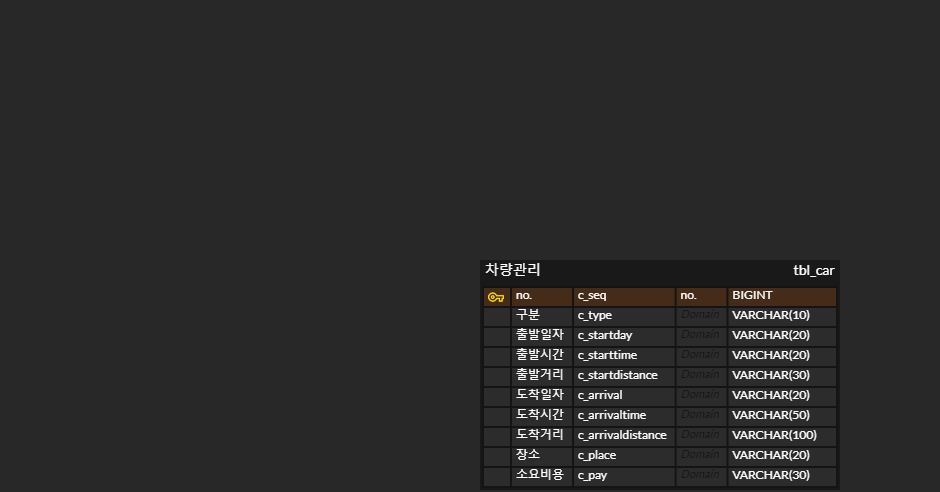 차량관리 tbl_car
no. c_seq no. BIGINT
구분 c_type Domain VARCHAR(10)
출발일자 c_startday Domain VARCHAR(20)
출발시간 c_starttime Domain VARCHAR(20)
출발거리 c_startdistance Domain VARCHAR(30)
도착일자 c_arrival Domain VARCHAR(20)
도착시간 c_arrivaltime Domain VARCHAR(50)
도착거리 c_arrivaldistance Domain VARCHAR(100)
장소 c_place Domain VARCHAR(20)
소요비용 c_pay Domain VARCHAR(30)